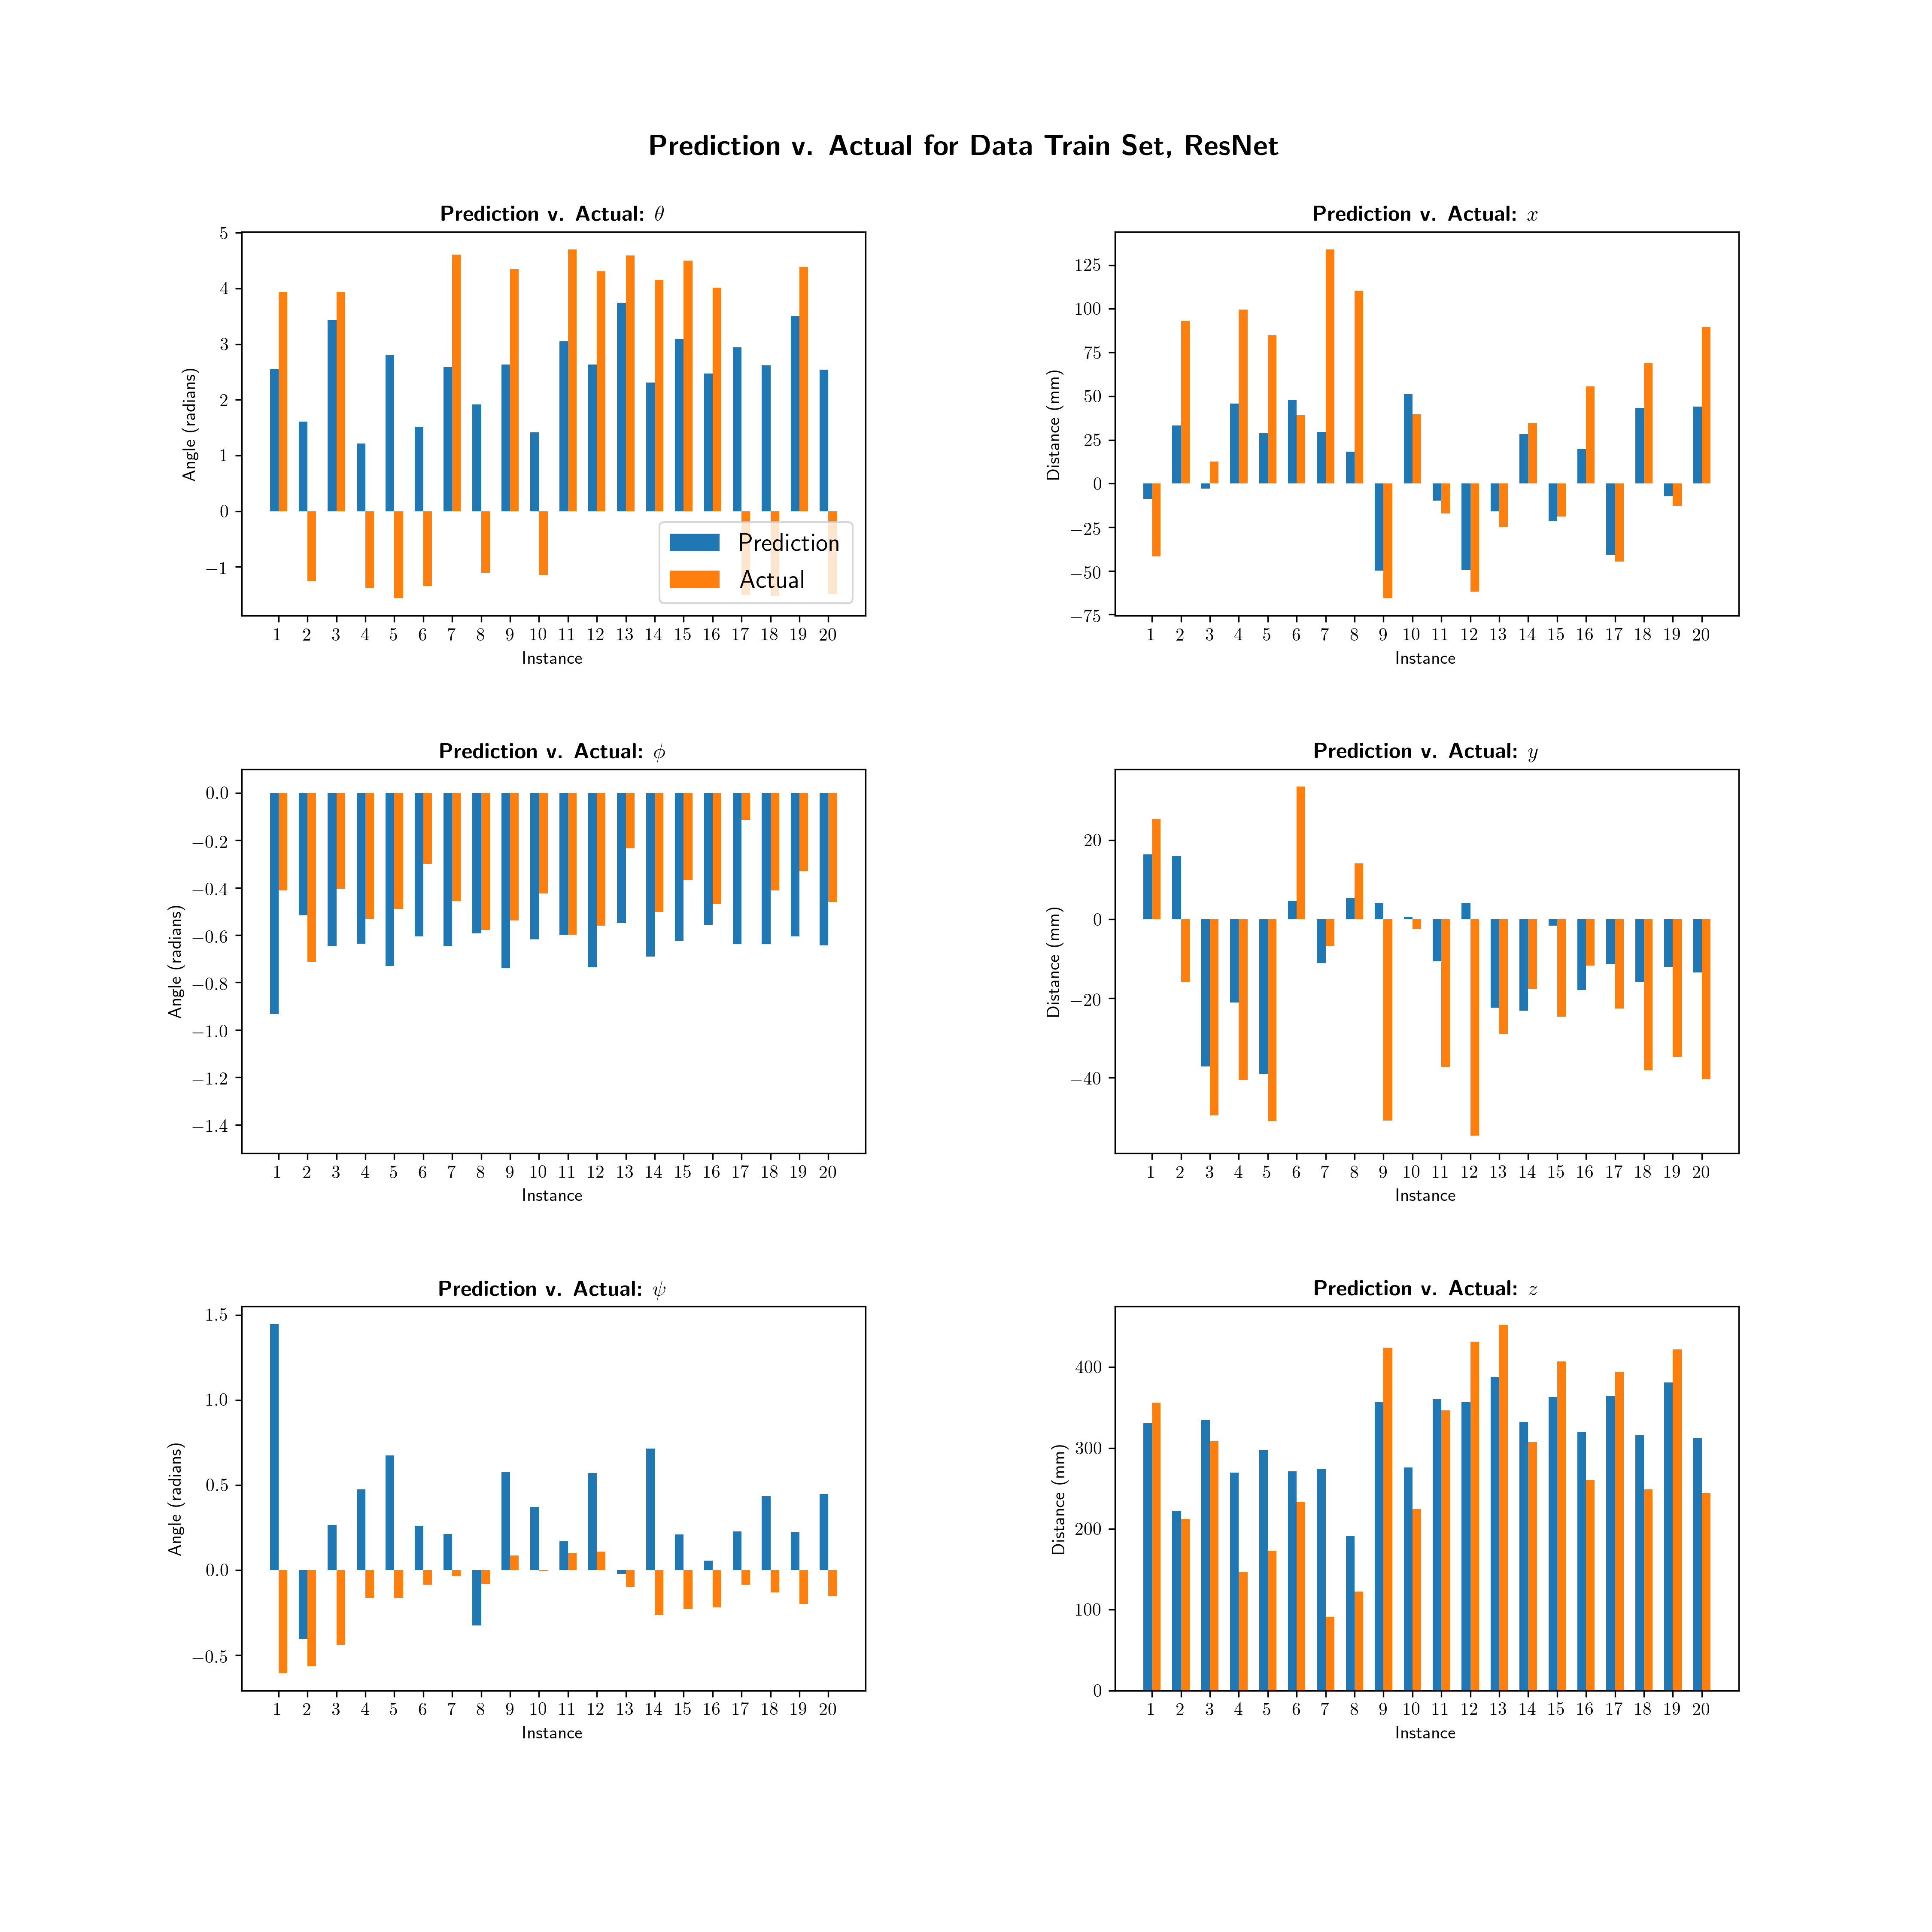 Prediction v. Actual for Data Train Set, ResNet
Prediction v. Actual: θ
Angle (radians)
5
4
3
2
1
0
−1
Prediction
Actual
1 2 3 4 5 6 7 8 9 10 11 12 13 14 15 16 17 18 19 20
Instance
Prediction v. Actual: x
Distance (mm)
125
100
75
50
25
0
−25
−50
−75
1 2 3 4 5 6 7 8 9 10 11 12 13 14 15 16 17 18 19 20
Instance
Prediction v. Actual: ϕ
Angle (radians)
0.0
−0.2
−0.4
−0.6
−0.8
−1.0
−1.2
−1.4
1 2 3 4 5 6 7 8 9 10 11 12 13 14 15 16 17 18 19 20
Instance
Prediction v. Actual: y
Distance (mm)
20
0
−20
−40
1 2 3 4 5 6 7 8 9 10 11 12 13 14 15 16 17 18 19 20
Instance
Prediction v. Actual: ψ
Angle (radians)
1.5
1.0
0.5
0.0
−0.5
1 2 3 4 5 6 7 8 9 10 11 12 13 14 15 16 17 18 19 20
Instance
Prediction v. Actual: z
Distance (mm)
400
300
200
100
0
1 2 3 4 5 6 7 8 9 10 11 12 13 14 15 16 17 18 19 20
Instance